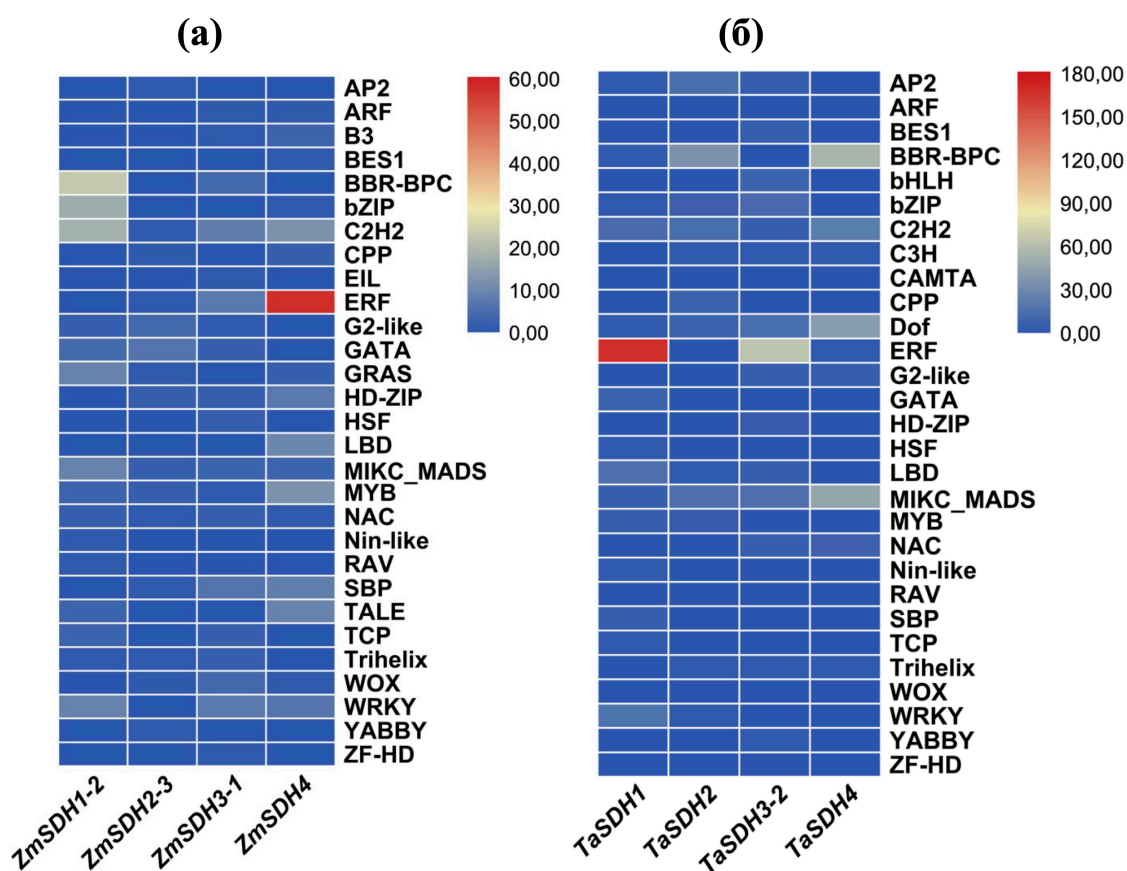 (а)
AP2
ARF
B3
BES1
BBR-BPC
bZIP
C2H2
CPP
EIL
ERF
G2-like
GATA
GRAS
HD-ZIP
HSF
LBD
MIKC_MADS
MYB
NAC
Nin-like
RAV
SBP
TALE
TCP
Trihelix
WOX
WRKY
YABBY
ZF-HD
60,00
50,00
40,00
30,00
20,00
10,00
0,00
ZmSDH1-2
ZmSDH2-3
ZmSDH3-1
ZmSDH4
(б)
AP2
ARF
BES1
BBR-BPC
bHLH
bZIP
C2H2
C3H
CAMTA
CPP
Dof
ERF
G2-like
GATA
HD-ZIP
HSF
LBD
MIKC_MADS
MYB
NAC
Nin-like
RAV
SBP
TCP
Trihelix
WOX
WRKY
YABBY
ZF-HD
180,00
150,00
120,00
90,00
60,00
30,00
0,00
TaSDH1
TaSDH2
TaSDH3-2
TaSDH4